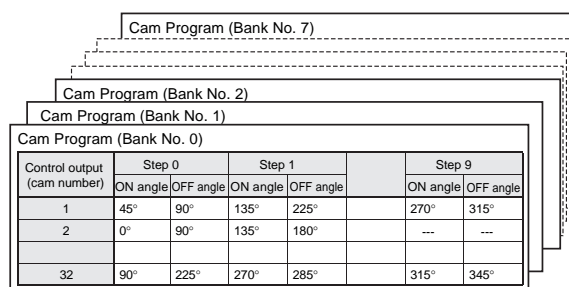 Cam Program (Bank No. 7)
Cam Program (Bank No. 2)
Cam Program (Bank No. 1)
Cam Program (Bank No. 0)
Control output (cam number) Step 0 Step 1 Step 9
ON angle OFF angle ON angle OFF angle ON angle OFF angle
1 45° 90° 135° 225° 270° 315°
2 0° 90° 135° 180° --- ---
32 90° 225° 270° 285° 315° 345°